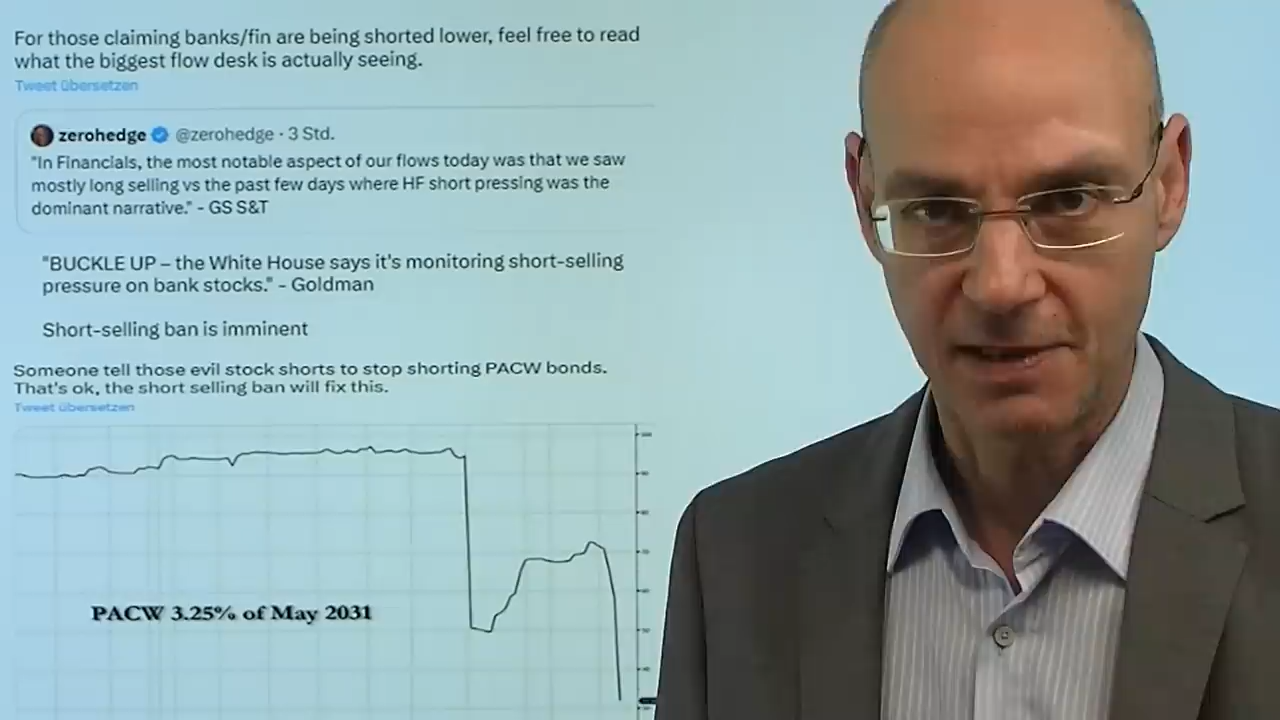 For those claiming banks/fin are being shorted lower, feel free to read
what the biggest flow desk is actually seeing.
Tweet übersetzen
zerohedge @zerohedge · 3 Std.
"In Financials, the most notable aspect of our flows today was that we saw
mostly long selling vs the past few days where HF short pressing was the
dominant narrative." - GS S&T
"BUCKLE UP – the White House says it's monitoring short-selling
pressure on bank stocks." - Goldman
Short-selling ban is imminent
Someone tell those evil stock shorts to stop shorting PACW bonds.
That's ok, the short selling ban will fix this.
Tweet übersetzen
PACW 3.25% of May 2031